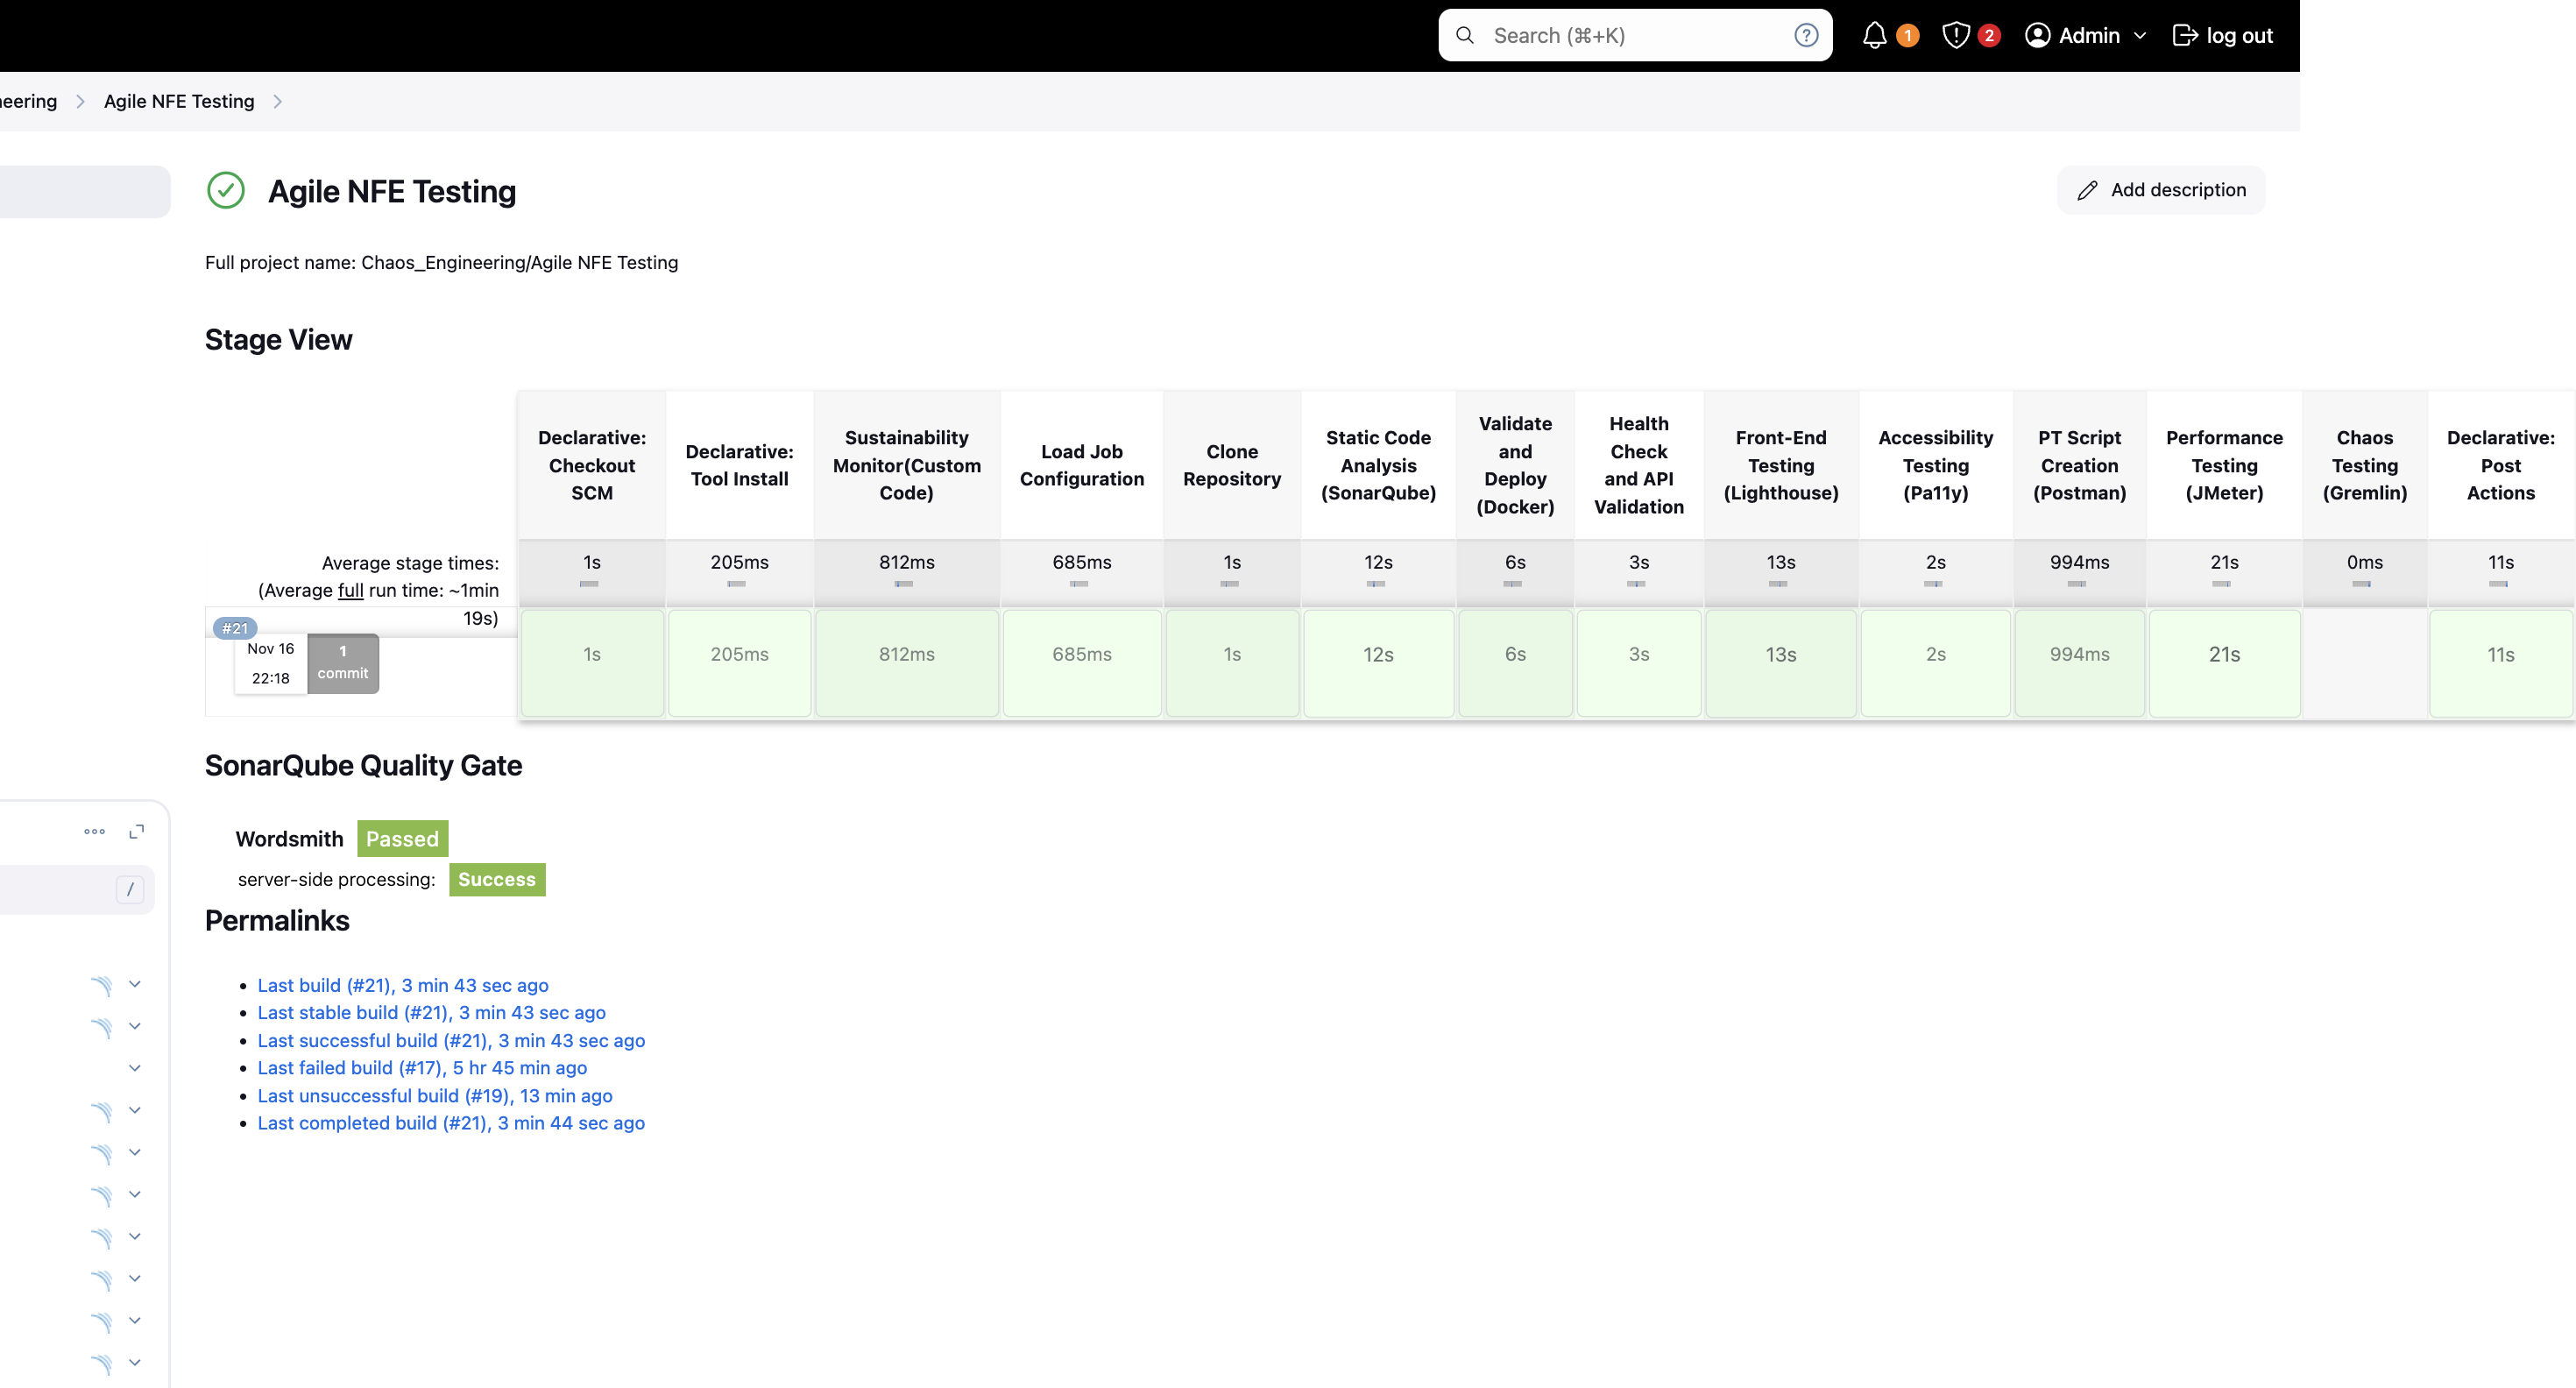 Search (⌘+K)
1
2
Admin
log out
neering
Agile NFE Testing
Agile NFE Testing
Add description
Full project name: Chaos_Engineering/Agile NFE Testing
Stage View
Declarative:
Checkout
SCM
Declarative:
Tool Install
Sustainability
Monitor(Custom
Code)
Load Job
Configuration
Clone
Repository
Static Code
Analysis
(SonarQube)
Validate
and
Deploy
(Docker)
Health
Check
and API
Validation
Front-End
Testing
(Lighthouse)
Accessibility
Testing
(Pa11y)
PT Script
Creation
(Postman)
Performance
Testing
(JMeter)
Chaos
Testing
(Gremlin)
Declarative:
Post
Actions
Average stage times:
(Average full run time: ~1min
19s)
1s
205ms
812ms
685ms
1s
12s
6s
3s
13s
2s
994ms
21s
0ms
11s
#21
Nov 16
22:18
1
commit
1s
205ms
812ms
685ms
1s
12s
6s
3s
13s
2s
994ms
21s
11s
SonarQube Quality Gate
Wordsmith Passed
server-side processing: Success
/
Permalinks
Last build (#21), 3 min 43 sec ago
Last stable build (#21), 3 min 43 sec ago
Last successful build (#21), 3 min 43 sec ago
Last failed build (#17), 5 hr 45 min ago
Last unsuccessful build (#19), 13 min ago
Last completed build (#21), 3 min 44 sec ago